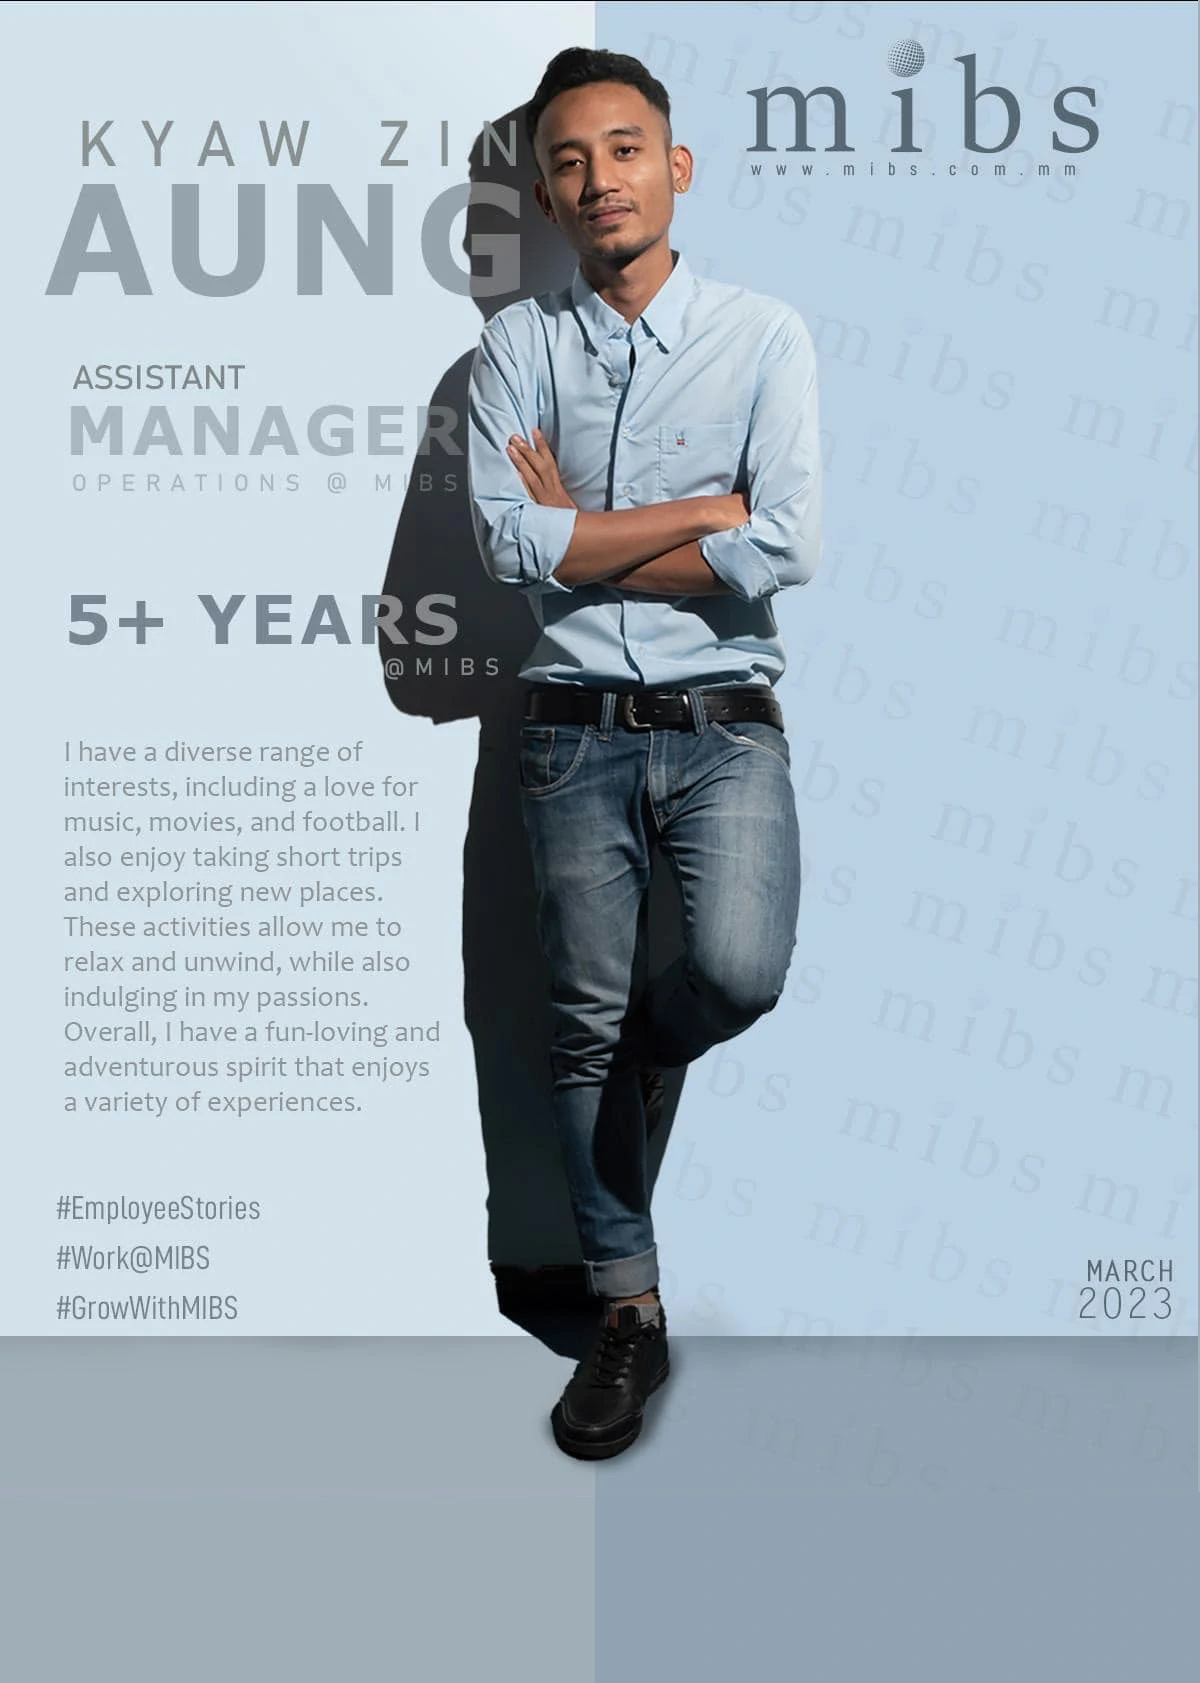 mibs
www.mibs.com.mm
KYAW ZIN
AUNG
ASSISTANT
MANAGER
OPERATIONS @ MIBS
5+ YEARS
@MIBS
I have a diverse range of
interests, including a love for
music, movies, and football. I
also enjoy taking short trips
and exploring new places.
These activities allow me to
relax and unwind, while also
indulging in my passions.
Overall, I have a fun-loving and
adventurous spirit that enjoys
a variety of experiences.
#EmployeeStories
#Work@MIBS
#GrowWithMIBS
MARCH
2023